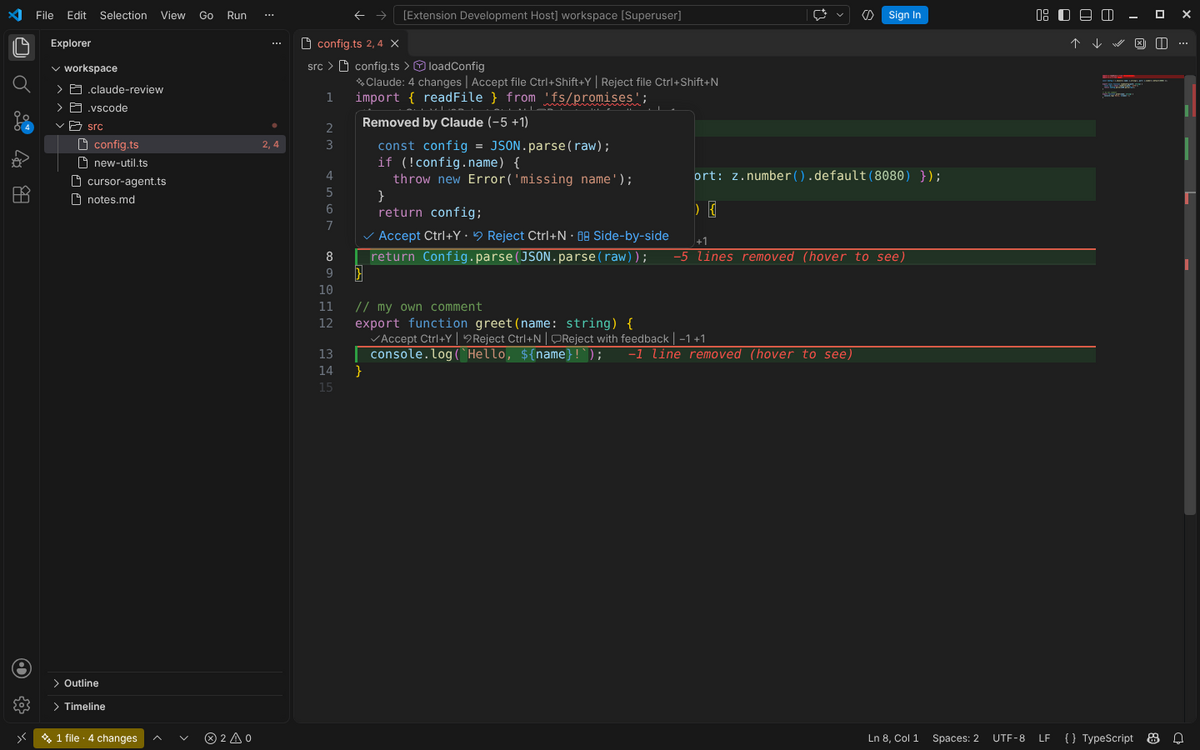 File Edit Selection View Go Run ···
[Extension Development Host] workspace [Superuser]
Sign In
Explorer
workspace
.claude-review
.vscode
src
config.ts 2, 4
new-util.ts
cursor-agent.ts
notes.md
Outline
Timeline
4
config.ts 2, 4
src > config.ts > loadConfig
Claude: 4 changes | Accept file Ctrl+Shift+Y | Reject file Ctrl+Shift+N
1 import { readFile } from 'fs/promises';
Removed by Claude (−5 +1)
const config = JSON.parse(raw);
if (!config.name) {
throw new Error('missing name');
}
return config;
Accept Ctrl+Y · Reject Ctrl+N · Side-by-side
2
3
4 ort: z.number().default(8080) });
5
6 ) {
7
+1
8 return Config.parse(JSON.parse(raw)); −5 lines removed (hover to see)
9 }
10
11 // my own comment
12 export function greet(name: string) {
Accept Ctrl+Y | Reject Ctrl+N | Reject with feedback | −1 +1
13 console.log(`Hello, ${name}!`); −1 line removed (hover to see)
14 }
15
1 file · 4 changes
2 0
Ln 8, Col 1 Spaces: 2 UTF-8 LF { } TypeScript